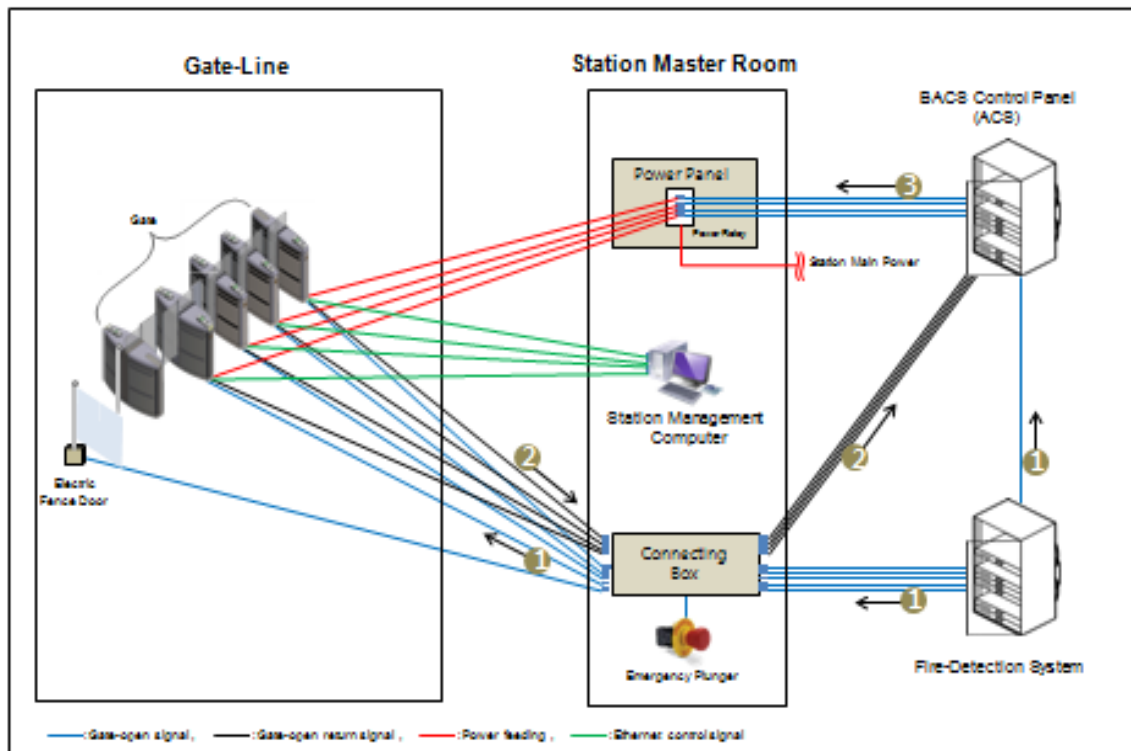 Gate-Line
Station Master Room
BACS Control Panel
(ACS)
Gate
Power Panel
Power Relay
3
Station Main Power
Station Management
Computer
2
2
1
Electric
Fence Door
1
Connecting
Box
1
Emergency Plunger
Fire-Detection System
: Gate-open signal , : Gate-open return signal , : Power feeding , : Ethernet control signal